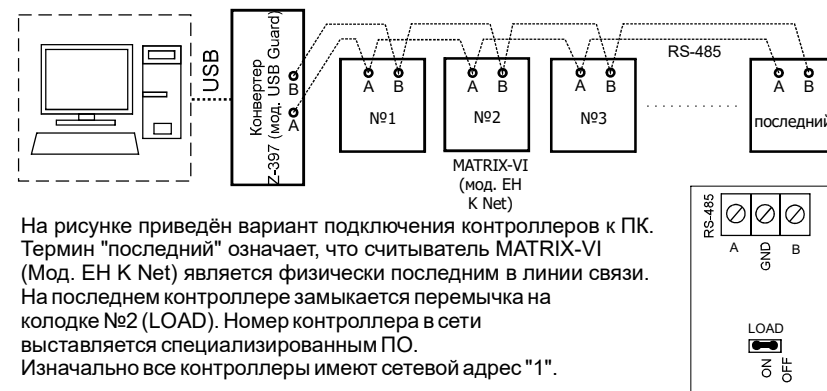 USB
Конвертер
Z-397 (мод. USB Guard)
B
A
A B
№1
A B
№2
A B
№3
RS-485
A B
последний
MATRIX-VI
(мод. EH
K Net)
На рисунке приведён вариант подключения контроллеров к ПК.
Термин "последний" означает, что считыватель MATRIX-VI
(Мод. EH K Net) является физически последним в линии связи.
На последнем контроллере замыкается перемычка на
колодке №2 (LOAD). Номер контроллера в сети
выставляется специализированным ПО.
Изначально все контроллеры имеют сетевой адрес "1".
RS-485
A GND B
LOAD
ON OFF